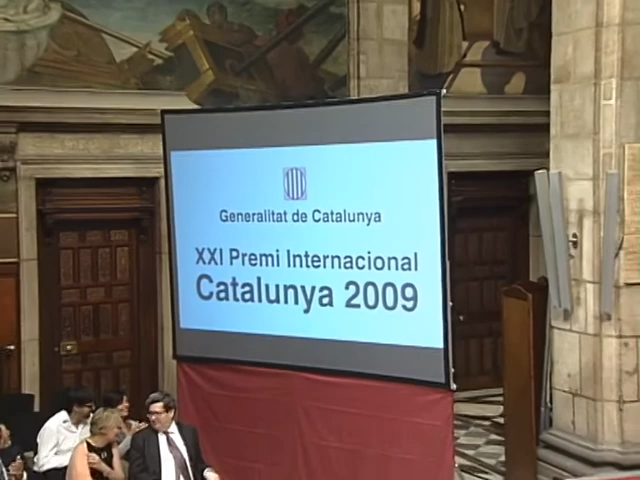 Generalitat de Catalunya
XXI Premi Internacional
Catalunya 2009